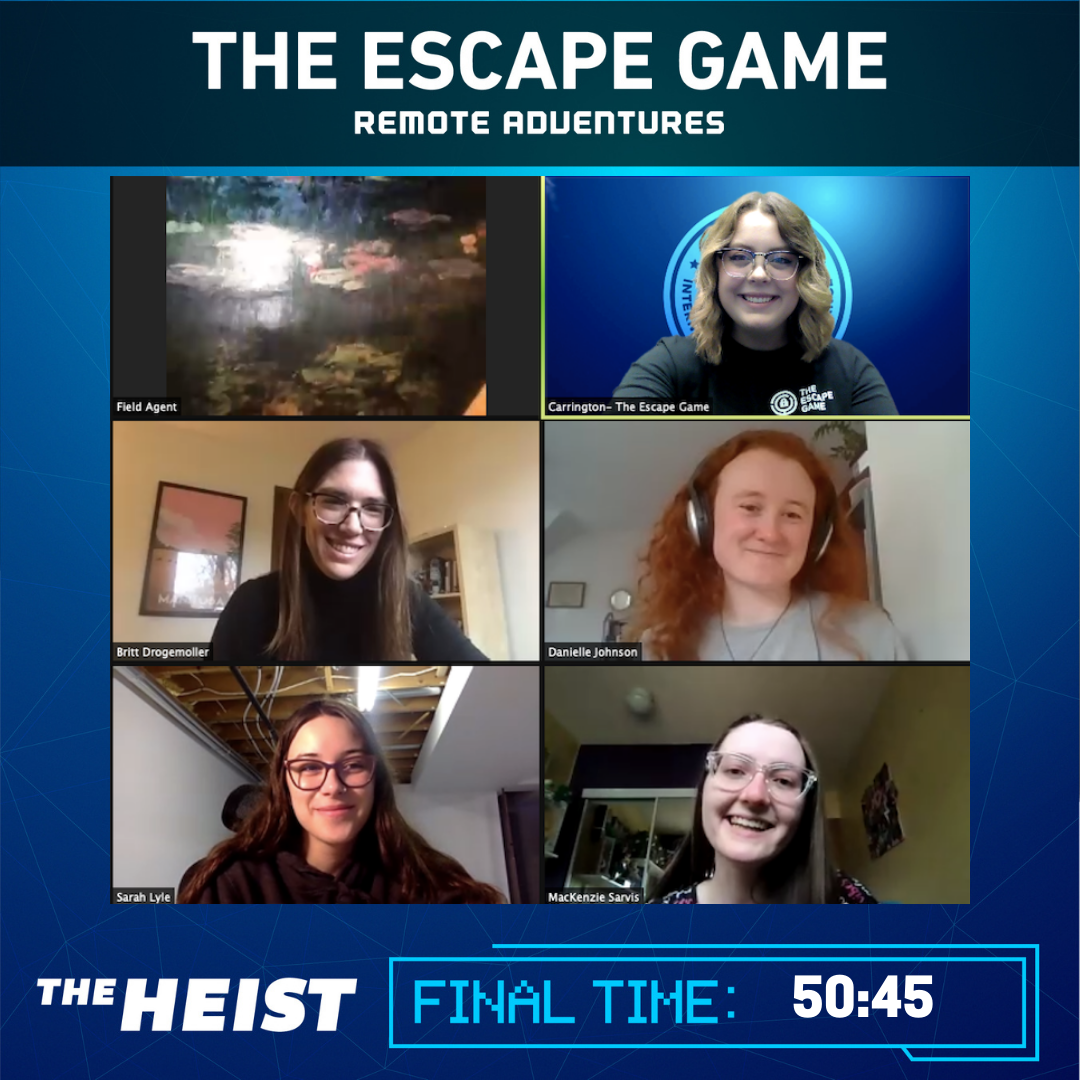 THE ESCAPE GAME
REMOTE ADVENTURES
Field Agent
THE
ESCAPE
GAME
Carrington- The Escape Game
Britt Drogemoller
Danielle Johnson
Sarah Lyle
MacKenzie Sarvis
THE HEIST
FINAL TIME: 50:45